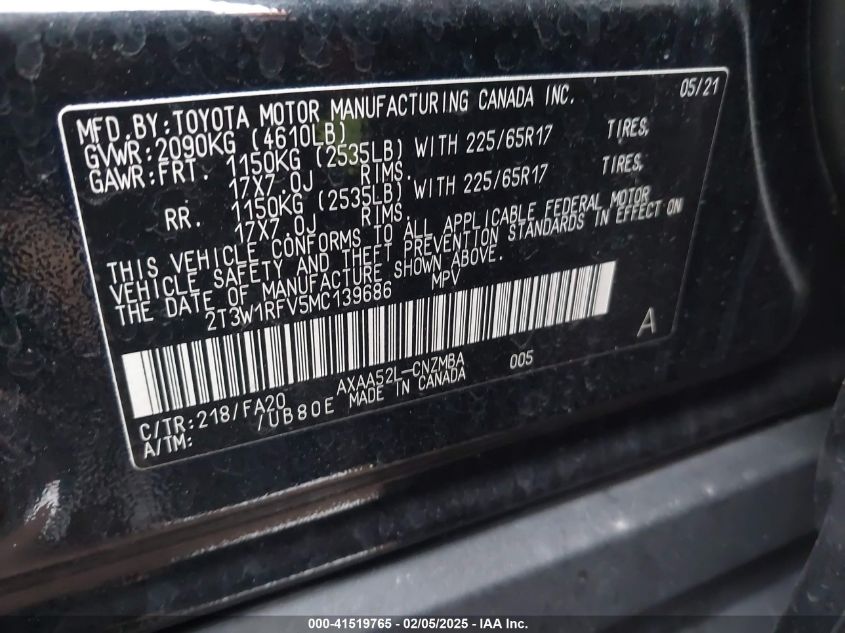 MFD.BY:TOYOTA MOTOR MANUFACTURING CANADA INC. 05/21
GVWR:2090KG (4610LB)
GAWR:FRT. 1150KG (2535LB) WITH 225/65R17 TIRES,
17X7.0J RIMS.
RR. 1150KG (2535LB) WITH 225/65R17 TIRES,
17X7.0J RIMS.
THIS VEHICLE CONFORMS TO ALL APPLICABLE FEDERAL MOTOR
VEHICLE SAFETY AND THEFT PREVENTION STANDARDS IN EFFECT ON
THE DATE OF MANUFACTURE SHOWN ABOVE.
2T3W1RFV5MC139686 MPV
A
C/TR:218/FA20 AXAA52L-CNZMBA 005
A/TM: /UB80E MADE IN CANADA
000-41519765 - 02/05/2025 - IAA Inc.